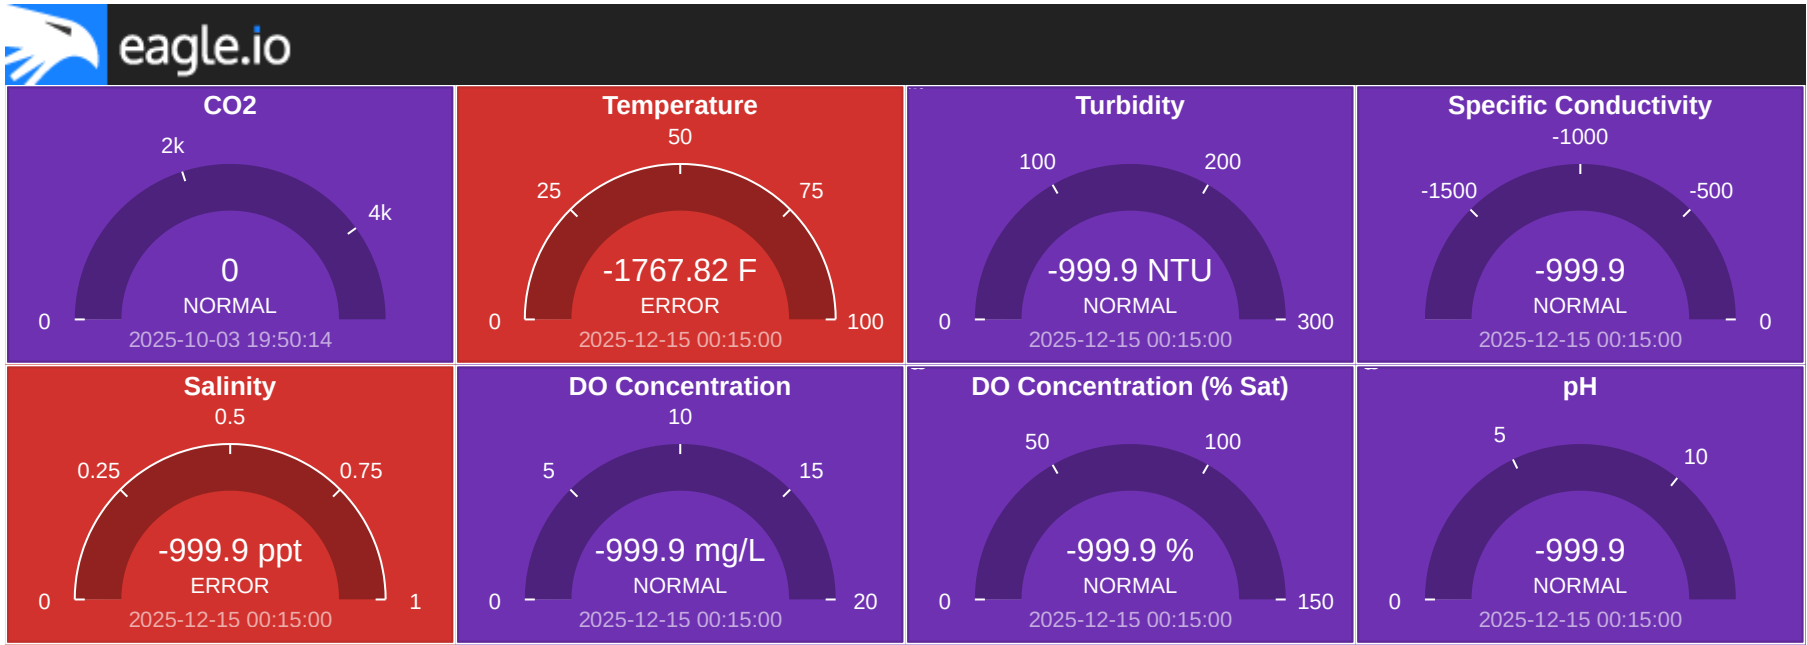 eagle.io
CO2
2k
4k
0
0
NORMAL
2025-10-03 19:50:14
Temperature
50
25
75
-1767.82 F
ERROR
0
100
2025-12-15 00:15:00
Turbidity
100
200
-999.9 NTU
NORMAL
0
300
2025-12-15 00:15:00
Specific Conductivity
-1000
-1500
-500
-999.9
NORMAL
0
2025-12-15 00:15:00
Salinity
0.5
0.25
0.75
-999.9 ppt
ERROR
0
1
2025-12-15 00:15:00
DO Concentration
10
5
15
-999.9 mg/L
NORMAL
0
20
2025-12-15 00:15:00
DO Concentration (% Sat)
50
100
-999.9 %
NORMAL
0
150
2025-12-15 00:15:00
pH
5
10
-999.9
NORMAL
0
2025-12-15 00:15:00